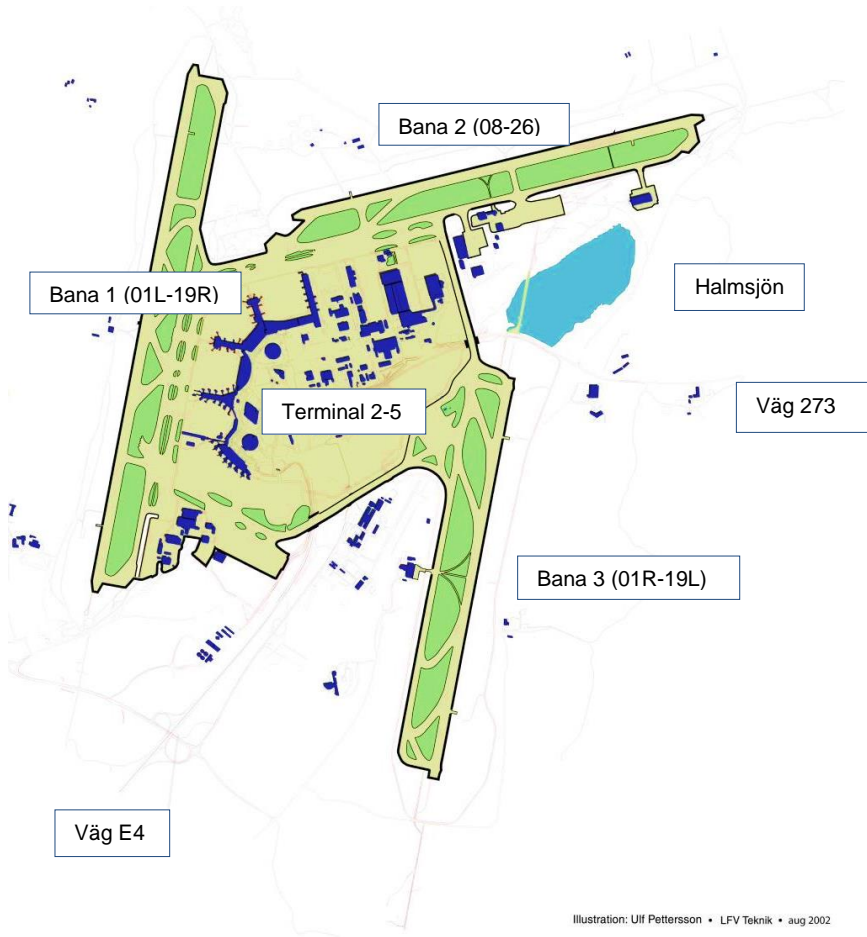 Bana 2 (08-26)
Bana 1 (01L-19R)
Halmsjön
Terminal 2-5
Väg 273
Bana 3 (01R-19L)
Väg E4
Illustration: Ulf Pettersson • LFV Teknik • aug 2002